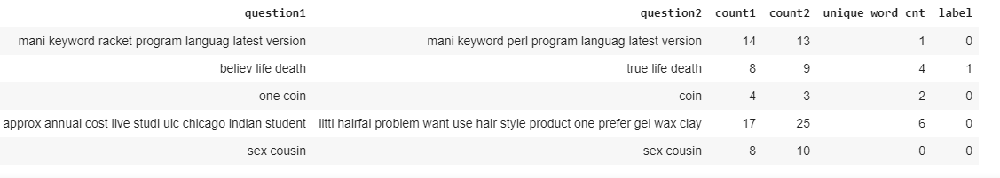 question1 question2 count1 count2 unique_word_cnt label
mani keyword racket program languag latest version mani keyword perl program languag latest version 14 13 1 0
believ life death true life death 8 9 4 1
one coin coin 4 3 2 0
approx annual cost live studi uic chicago indian student littl hairfal problem want use hair style product one prefer gel wax clay 17 25 6 0
sex cousin sex cousin 8 10 0 0